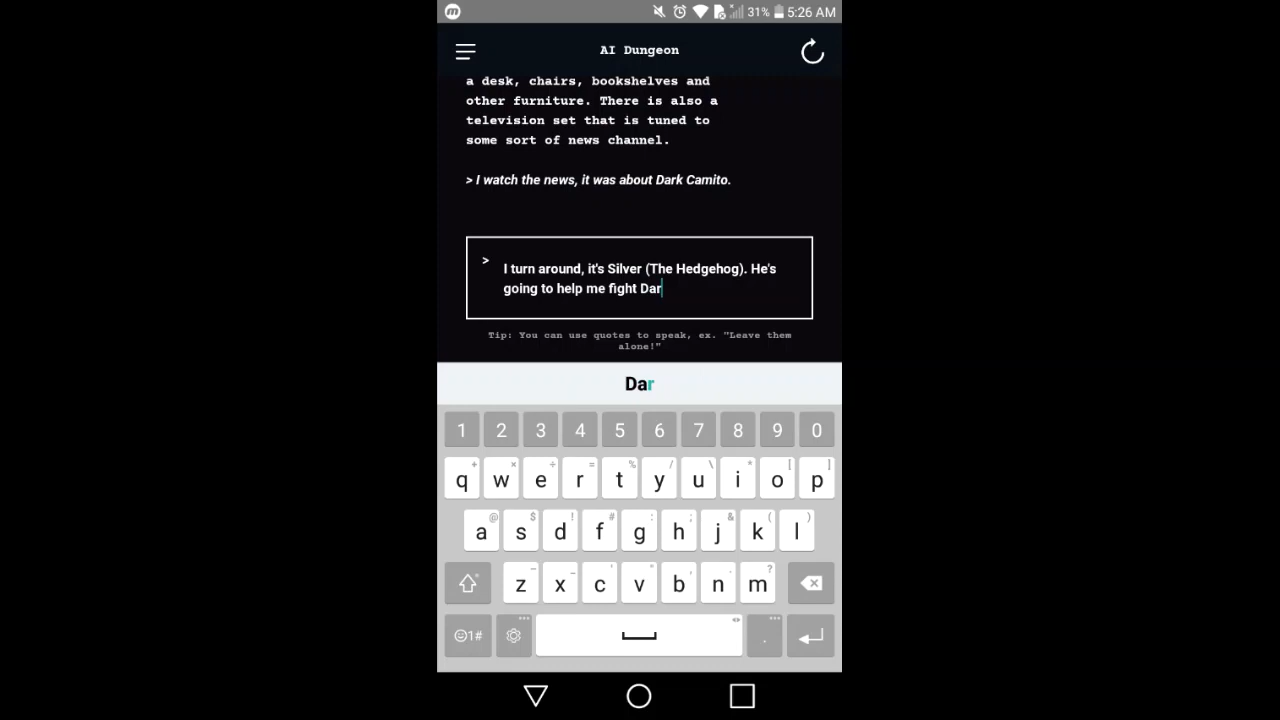 31% 5:26 AM
AI Dungeon
a desk, chairs, bookshelves and
other furniture. There is also a
television set that is tuned to
some sort of news channel.
> I watch the news, it was about Dark Camito.
> I turn around, it's Silver (The Hedgehog). He's
going to help me fight Dar
Tip: You can use quotes to speak, ex. "Leave them
alone!"
Dar
1 2 3 4 5 6 7 8 9 0
+ × ÷ = % / \ * [ ]
q w e r t y u i o p
@ $ ! # : ; & ( )
a s d f g h j k l
z x c v b n m ?
1# .